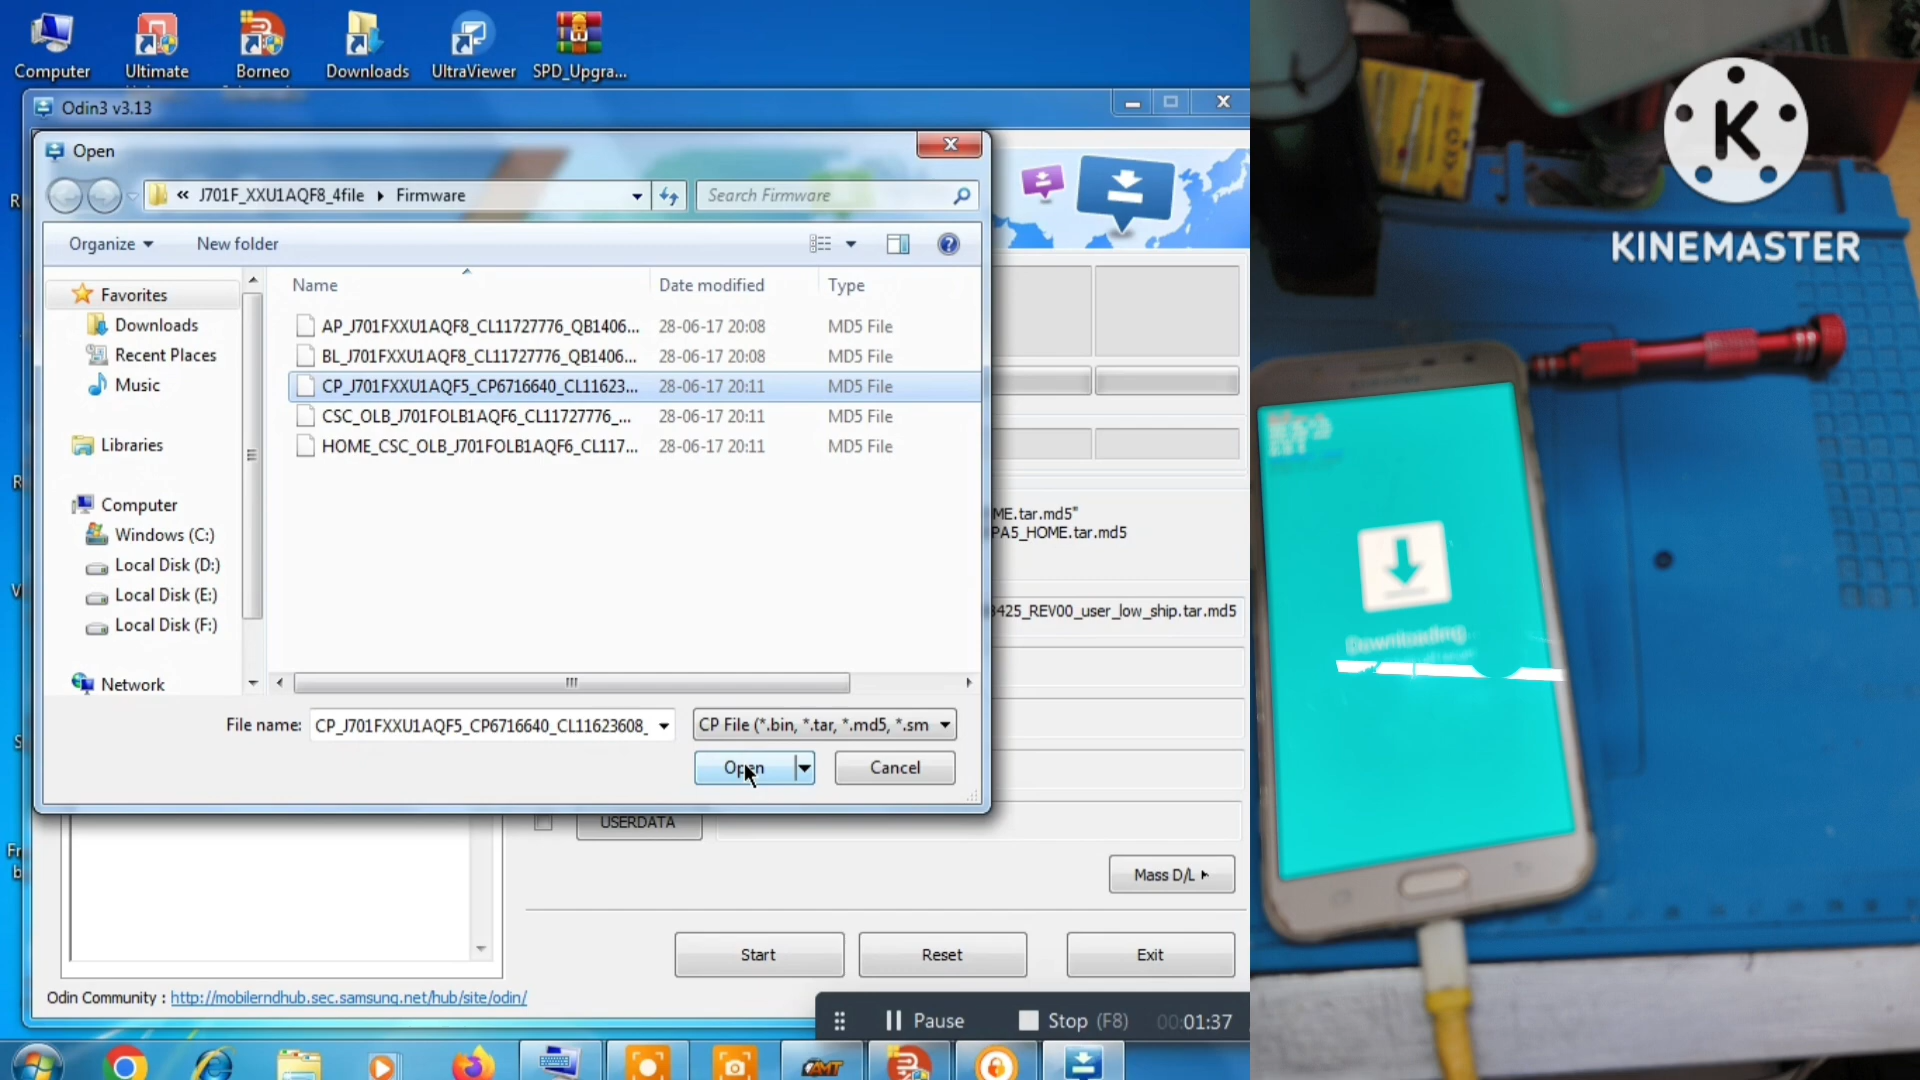 Computer
Ultimate
Borneo
Downloads
UltraViewer
SPD_Upgra...
Odin3 v3.13
Open
« J701F_XXU1AQF8_4file
Firmware
Search Firmware
Organize
New folder
Name
Date modified
Type
Favorites
Downloads
Recent Places
Music
Libraries
Computer
Windows (C:)
Local Disk (D:)
Local Disk (E:)
Local Disk (F:)
Network
AP_J701FXXU1AQF8_CL11727776_QB1406... 28-06-17 20:08 MD5 File
BL_J701FXXU1AQF8_CL11727776_QB1406... 28-06-17 20:08 MD5 File
CP_J701FXXU1AQF5_CP6716640_CL11623... 28-06-17 20:11 MD5 File
CSC_OLB_J701FOLB1AQF6_CL11727776_... 28-06-17 20:11 MD5 File
HOME_CSC_OLB_J701FOLB1AQF6_CL117... 28-06-17 20:11 MD5 File
File name: CP_J701FXXU1AQF5_CP6716640_CL11623608_
CP File (*.bin, *.tar, *.md5, *.sm
Open
Cancel
ME.tar.md5"
PA5_HOME.tar.md5
3425_REV00_user_low_ship.tar.md5
USERDATA
Mass D/L
Start
Reset
Exit
Odin Community : http://mobilerndhub.sec.samsung.net/hub/site/odin/
Pause
Stop (F8)
00:01:37
K
KINEMASTER
Downloading...